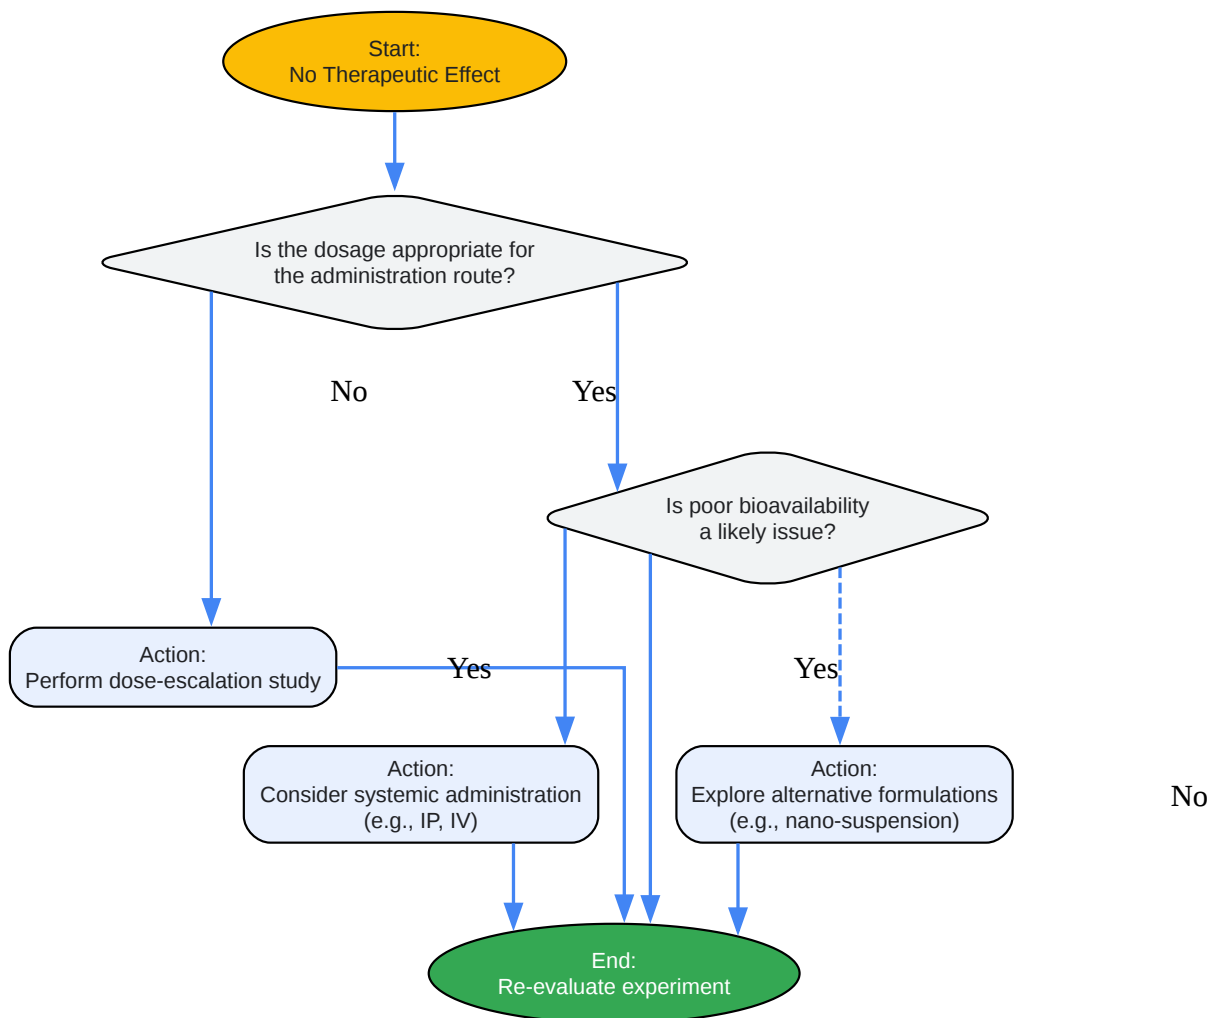 Start:
No Therapeutic Effect
Is the dosage appropriate for
the administration route?
No
Yes
Is poor bioavailability
a likely issue?
Action:
Perform dose-escalation study
Yes
Yes
Action:
Consider systemic administration
(e.g., IP, IV)
Action:
Explore alternative formulations
(e.g., nano-suspension)
No
End:
Re-evaluate experiment